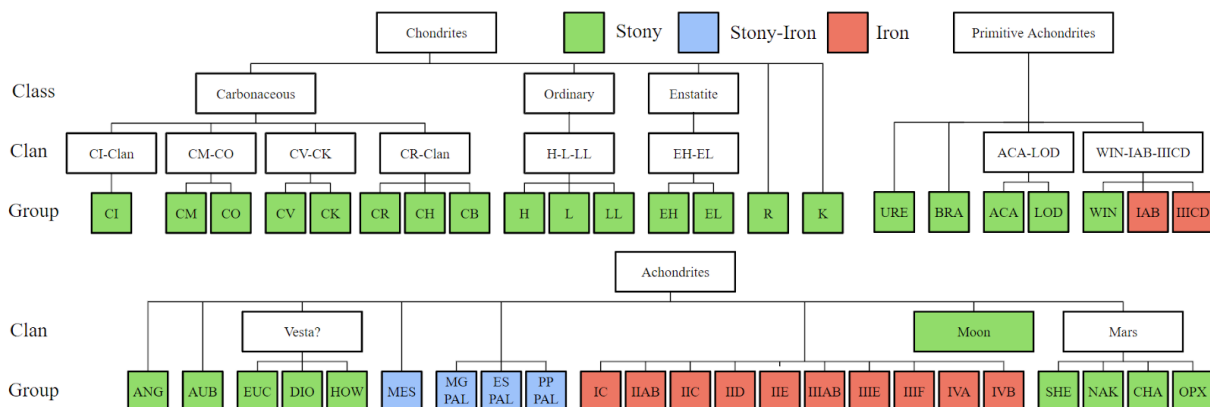 Chondrites
Stony
Stony-Iron
Iron
Primitive Achondrites
Class
Carbonaceous
Ordinary
Enstatite
Clan
CI-Clan
CM-CO
CV-CK
CR-Clan
H-L-LL
EH-EL
ACA-LOD
WIN-IAB-IIICD
Group
CI
CM
CO
CV
CK
CR
CH
CB
H
L
LL
EH
EL
R
K
URE
BRA
ACA
LOD
WIN
IAB
IIICD
Achondrites
Clan
Vesta?
Moon
Mars
Group
ANG
AUB
EUC
DIO
HOW
MES
MG
PAL
ES
PAL
PP
PAL
IC
IIAB
IIC
IID
IIE
IIIAB
IIIE
IIIF
IVA
IVB
SHE
NAK
CHA
OPX